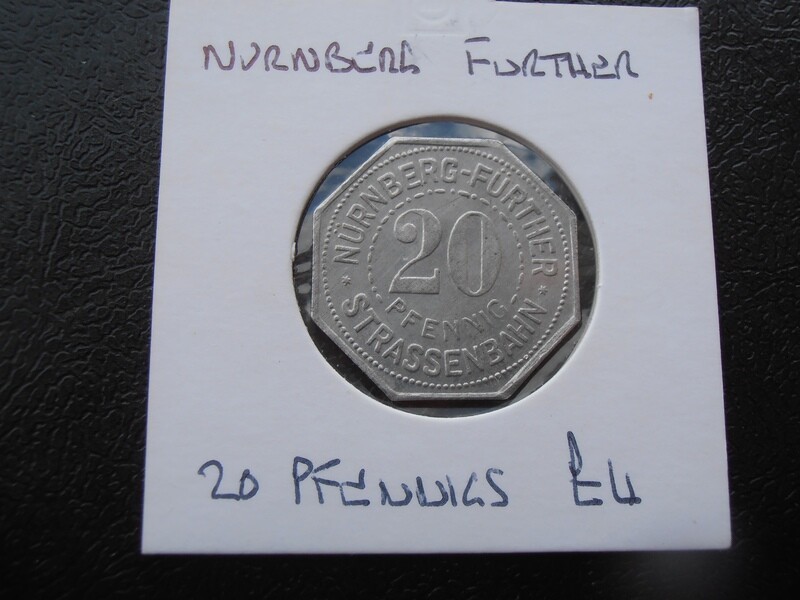 NURNBERG FURTHER
NÜRNBERG-FÜRTHER
20
PFENNIG
* STRASSENBAHN *
20 PFENNIGS £4